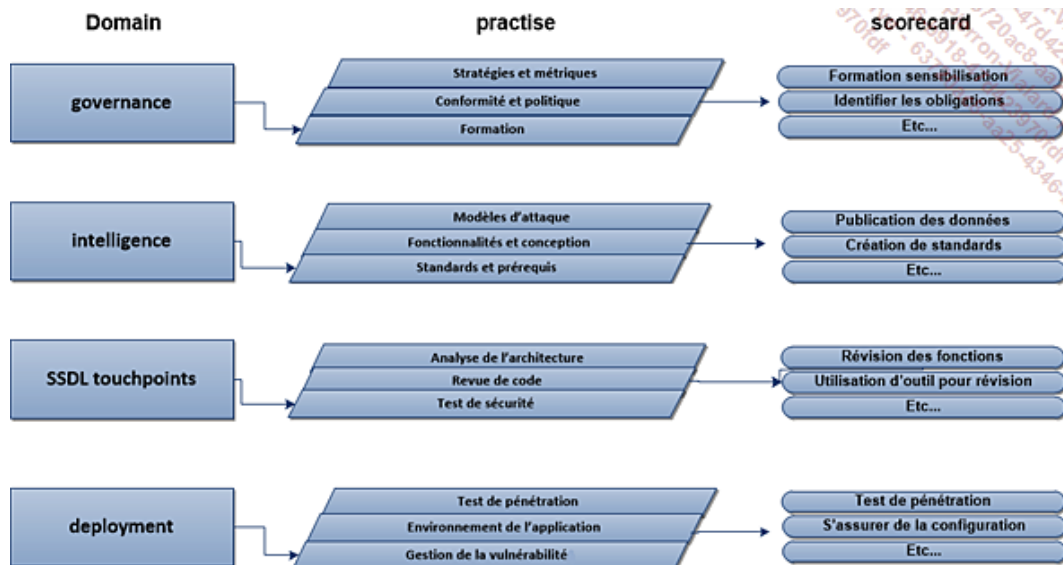 Domain practise scorecard
governance
Stratégies et métriques
Conformité et politique
Formation
Formation sensibilisation
Identifier les obligations
Etc...
intelligence
Modèles d'attaque
Fonctionnalités et conception
Standards et prérequis
Publication des données
Création de standards
Etc...
SSDL touchpoints
Analyse de l'architecture
Revue de code
Test de sécurité
Révision des fonctions
Utilisation d'outil pour révision
Etc...
deployment
Test de pénétration
Environnement de l'application
Gestion de la vulnérabilité
Test de pénétration
S'assurer de la configuration
Etc...